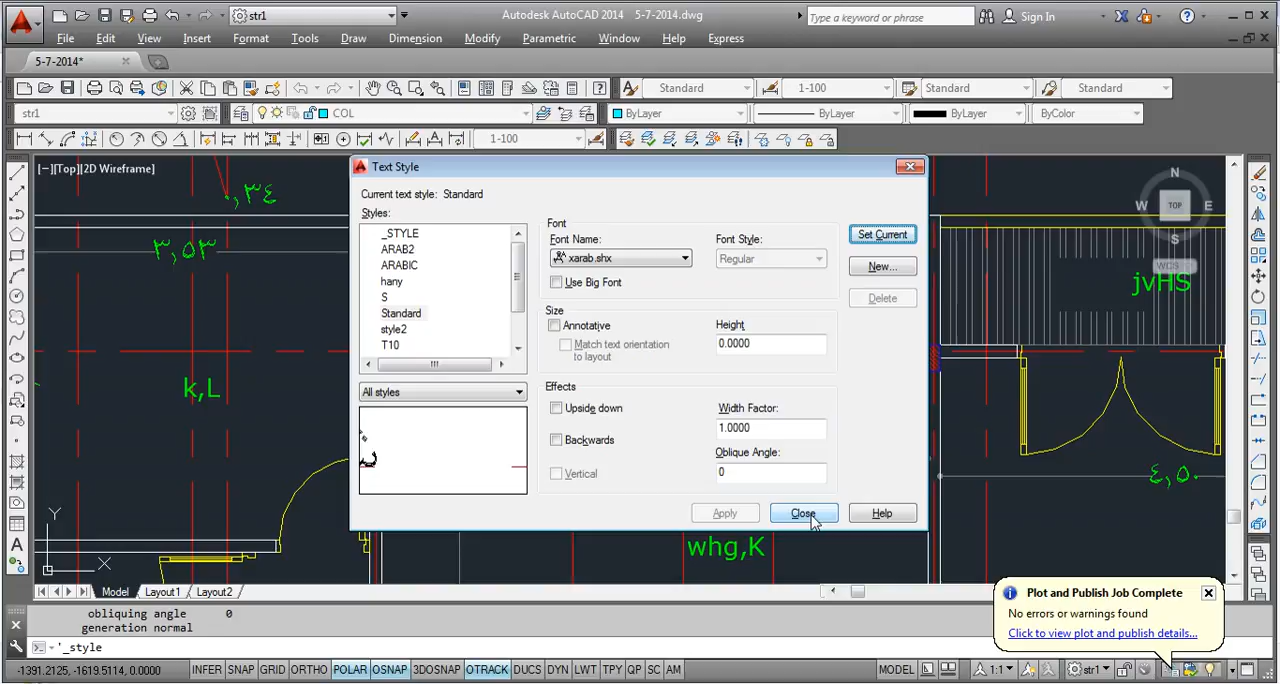 str1
Autodesk AutoCAD 2014 5-7-2014.dwg
Type a keyword or phrase
Sign In
File Edit View Insert Format Tools Draw Dimension Modify Parametric Window Help Express
5-7-2014*
Standard 1-100 Standard Standard
str1 COL ByLayer ByLayer ByLayer ByColor
1-100
[−][Top][2D Wireframe]
Text Style
Current text style: Standard
Styles:
_STYLE
ARAB2
ARABIC
hany
S
Standard
style2
T10
All styles
Font
Font Name:
xarab.shx
Font Style:
Regular
Use Big Font
Size
Annotative
Match text orientation
to layout
Height
0.0000
Effects
Upside down
Backwards
Vertical
Width Factor:
1.0000
Oblique Angle:
0
Set Current
New...
Delete
Apply
Close
Help
N
W TOP E
S
WCS
٣,٥٣
k,L
jvHS
٤,٥٠
whg,K
Y
X
Model Layout1 Layout2
obliquing angle 0
generation normal
'_style
Plot and Publish Job Complete
No errors or warnings found
Click to view plot and publish details...
-1391.2125, -1619.5114, 0.0000 INFER SNAP GRID ORTHO POLAR OSNAP 3DOSNAP OTRACK DUCS DYN LWT TPY QP SC AM MODEL 1:1 str1